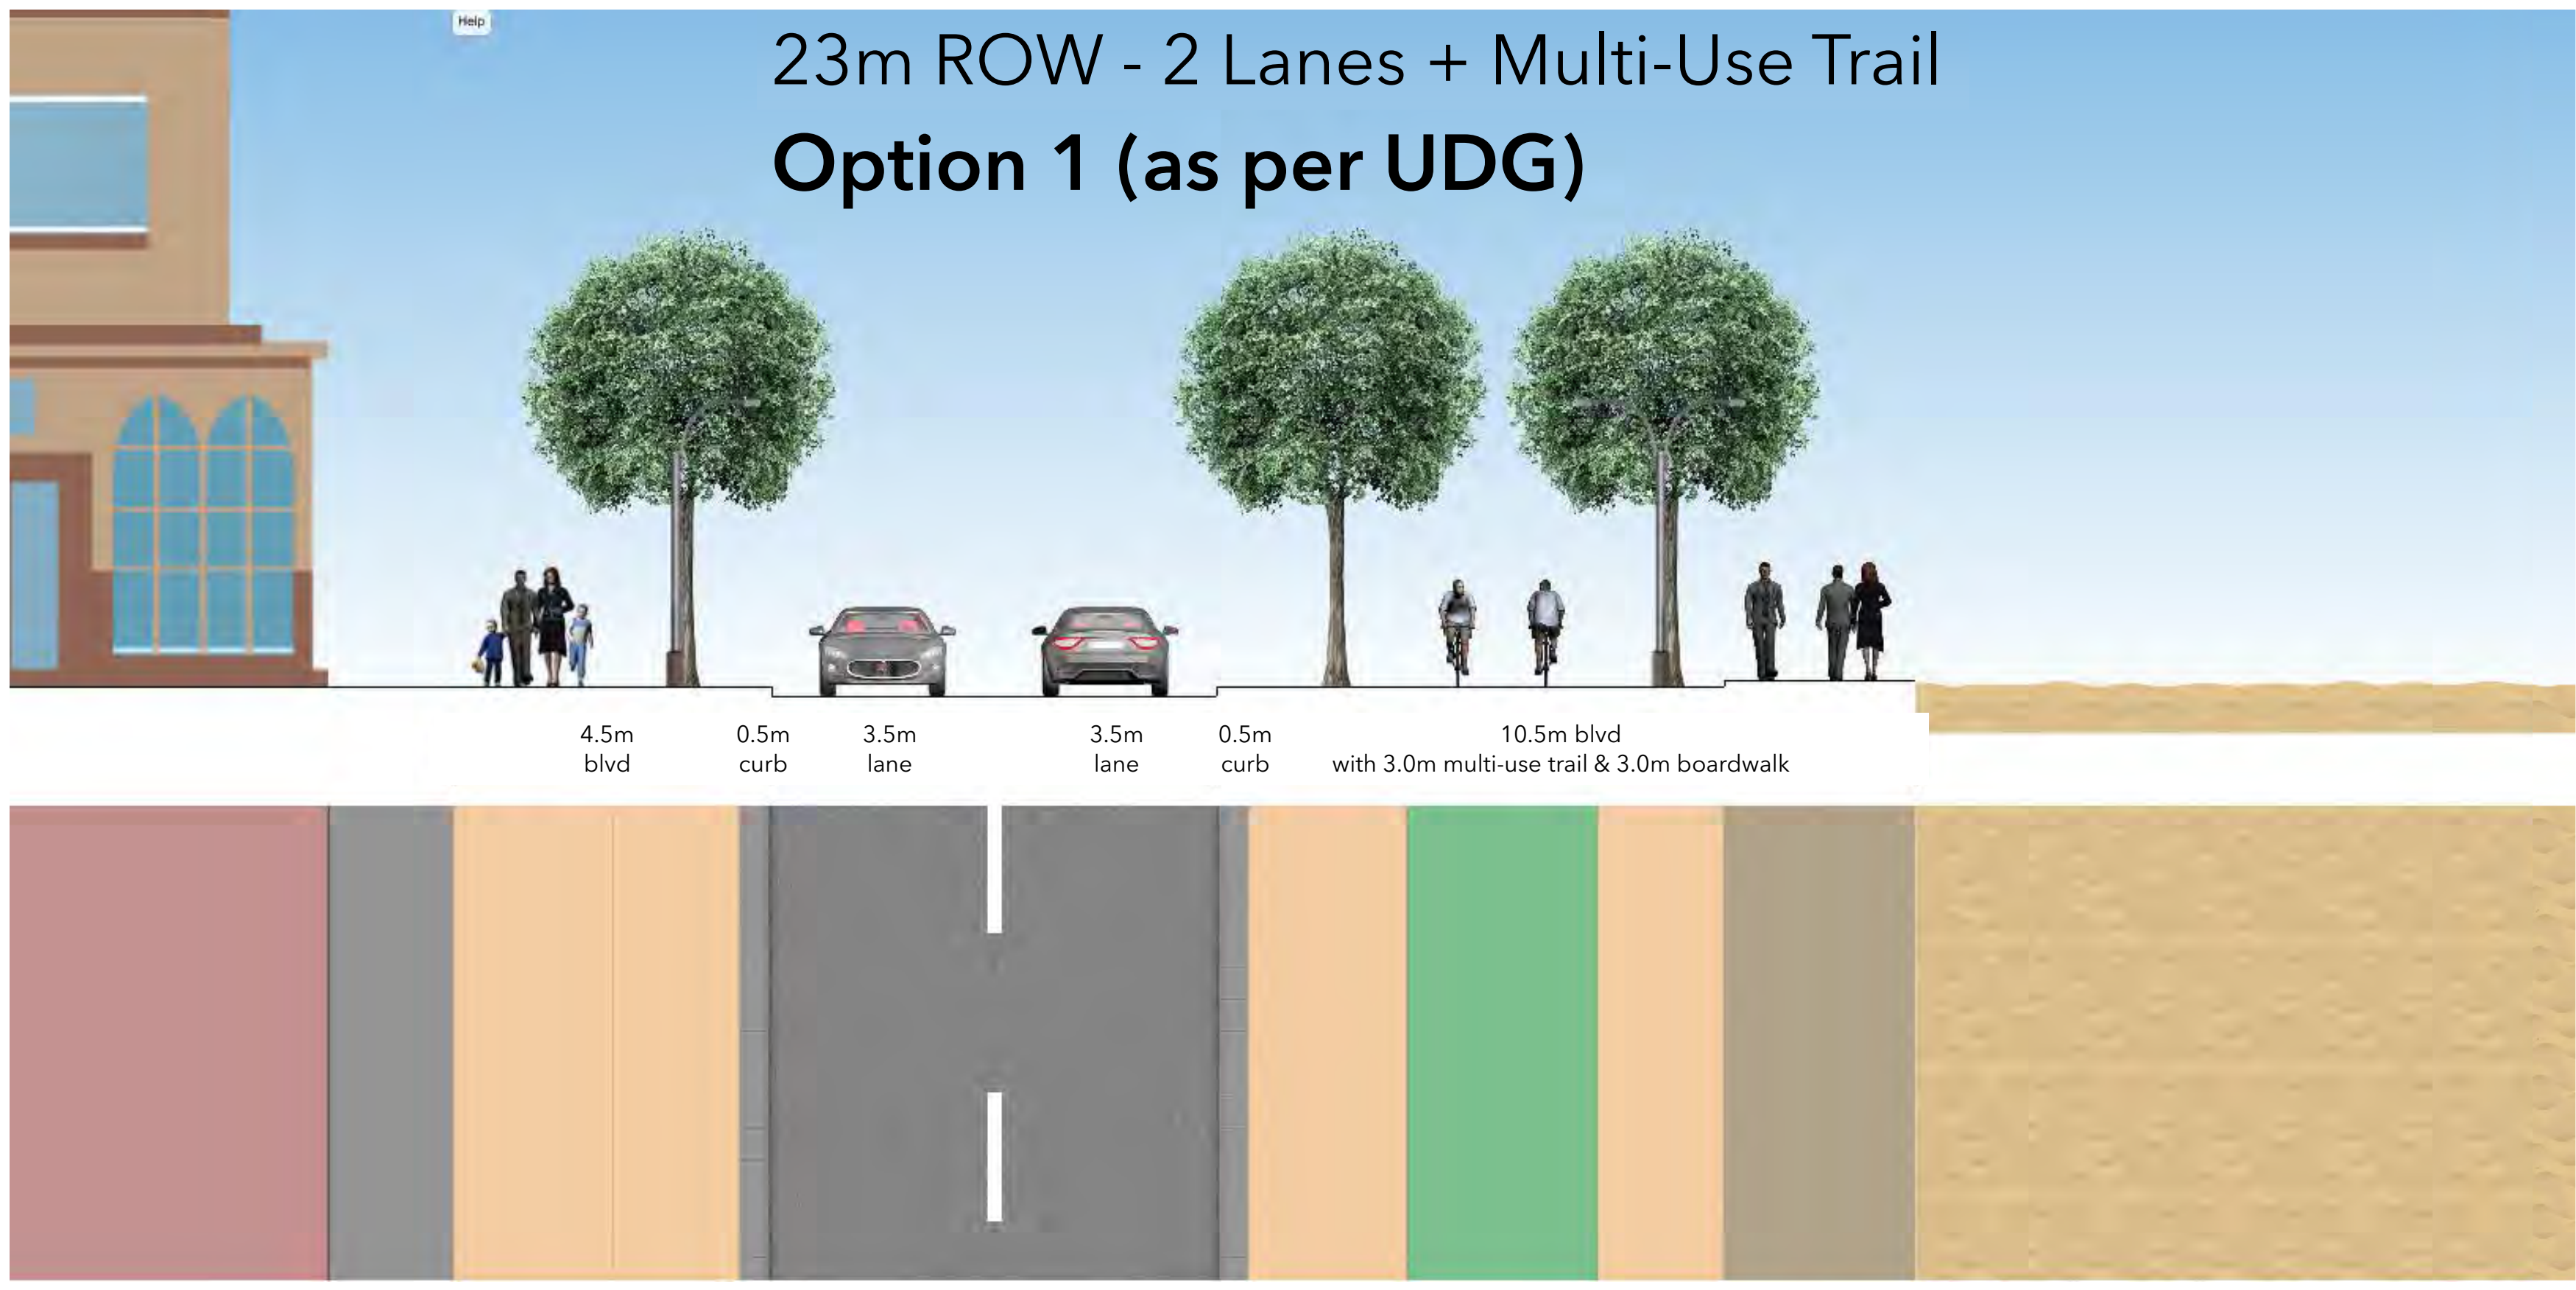 Help
23m ROW - 2 Lanes + Multi-Use Trail
Option 1 (as per UDG)
4.5m
blvd
0.5m
curb
3.5m
lane
3.5m
lane
0.5m
curb
10.5m blvd
with 3.0m multi-use trail & 3.0m boardwalk